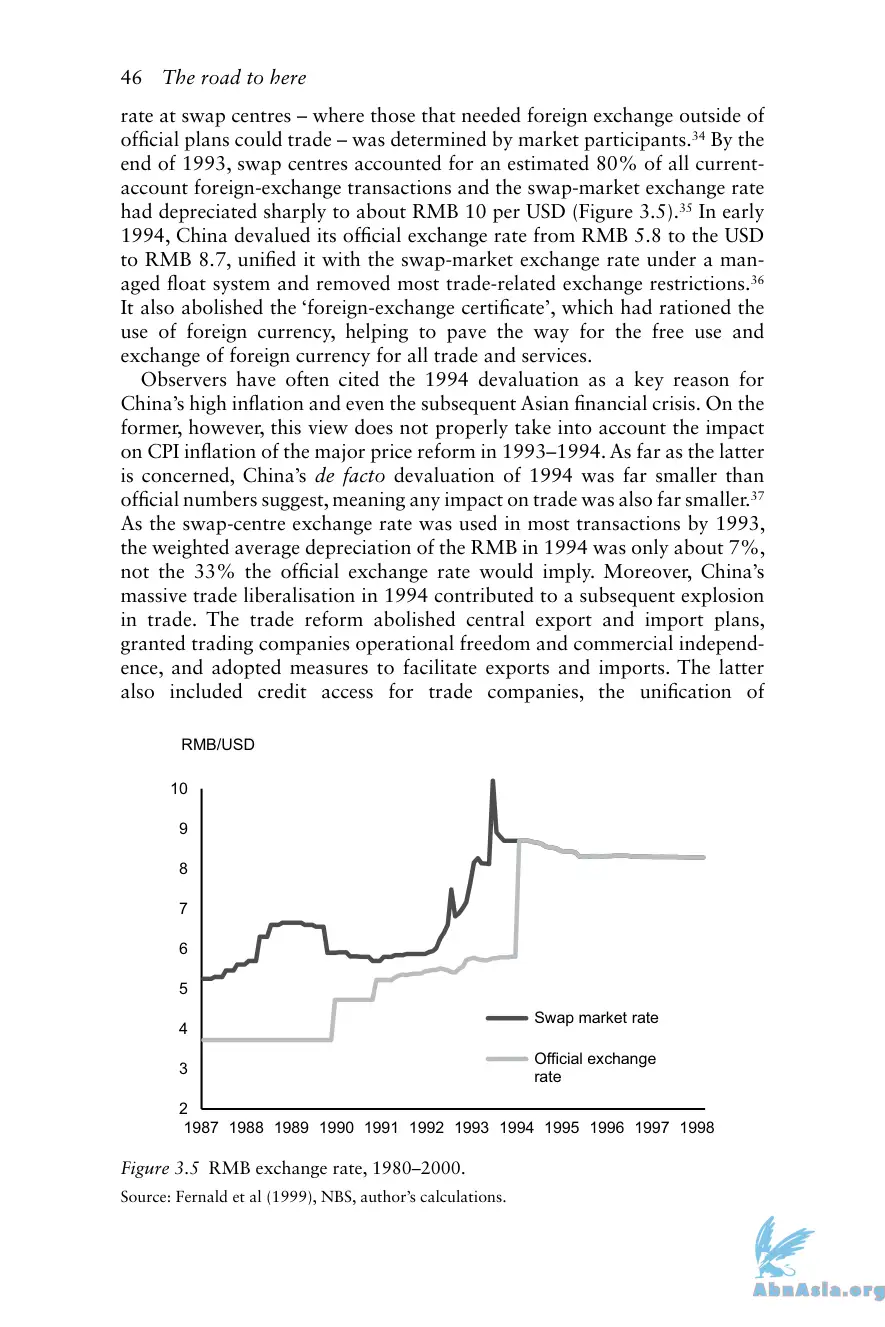 46 The road to here
rate at swap centres – where those that needed foreign exchange outside of
official plans could trade – was determined by market participants.34 By the
end of 1993, swap centres accounted for an estimated 80% of all current-
account foreign-exchange transactions and the swap-market exchange rate
had depreciated sharply to about RMB 10 per USD (Figure 3.5).35 In early
1994, China devalued its official exchange rate from RMB 5.8 to the USD
to RMB 8.7, unified it with the swap-market exchange rate under a man-
aged float system and removed most trade-related exchange restrictions.36
It also abolished the ‘foreign-exchange certificate’, which had rationed the
use of foreign currency, helping to pave the way for the free use and
exchange of foreign currency for all trade and services.
Observers have often cited the 1994 devaluation as a key reason for
China’s high inflation and even the subsequent Asian financial crisis. On the
former, however, this view does not properly take into account the impact
on CPI inflation of the major price reform in 1993–1994. As far as the latter
is concerned, China’s de facto devaluation of 1994 was far smaller than
official numbers suggest, meaning any impact on trade was also far smaller.37
As the swap-centre exchange rate was used in most transactions by 1993,
the weighted average depreciation of the RMB in 1994 was only about 7%,
not the 33% the official exchange rate would imply. Moreover, China’s
massive trade liberalisation in 1994 contributed to a subsequent explosion
in trade. The trade reform abolished central export and import plans,
granted trading companies operational freedom and commercial independ-
ence, and adopted measures to facilitate exports and imports. The latter
also included credit access for trade companies, the unification of
RMB/USD
10
9
8
7
6
5
4
3
2
Swap market rate
Official exchange
rate
1987 1988 1989 1990 1991 1992 1993 1994 1995 1996 1997 1998
Figure 3.5 RMB exchange rate, 1980–2000.
Source: Fernald et al (1999), NBS, author’s calculations.
AbnAsia.org